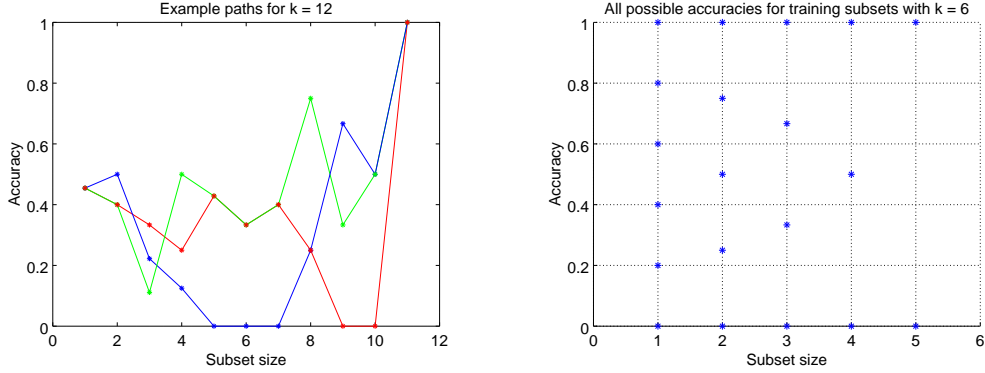 Example paths for k = 12
1
0.8
0.6
0.4
0.2
0
Accuracy
0 2 4 6 8 10 12
Subset size
All possible accuracies for training subsets with k = 6
1
0.8
0.6
0.4
0.2
0
Accuracy
0 1 2 3 4 5 6
Subset size